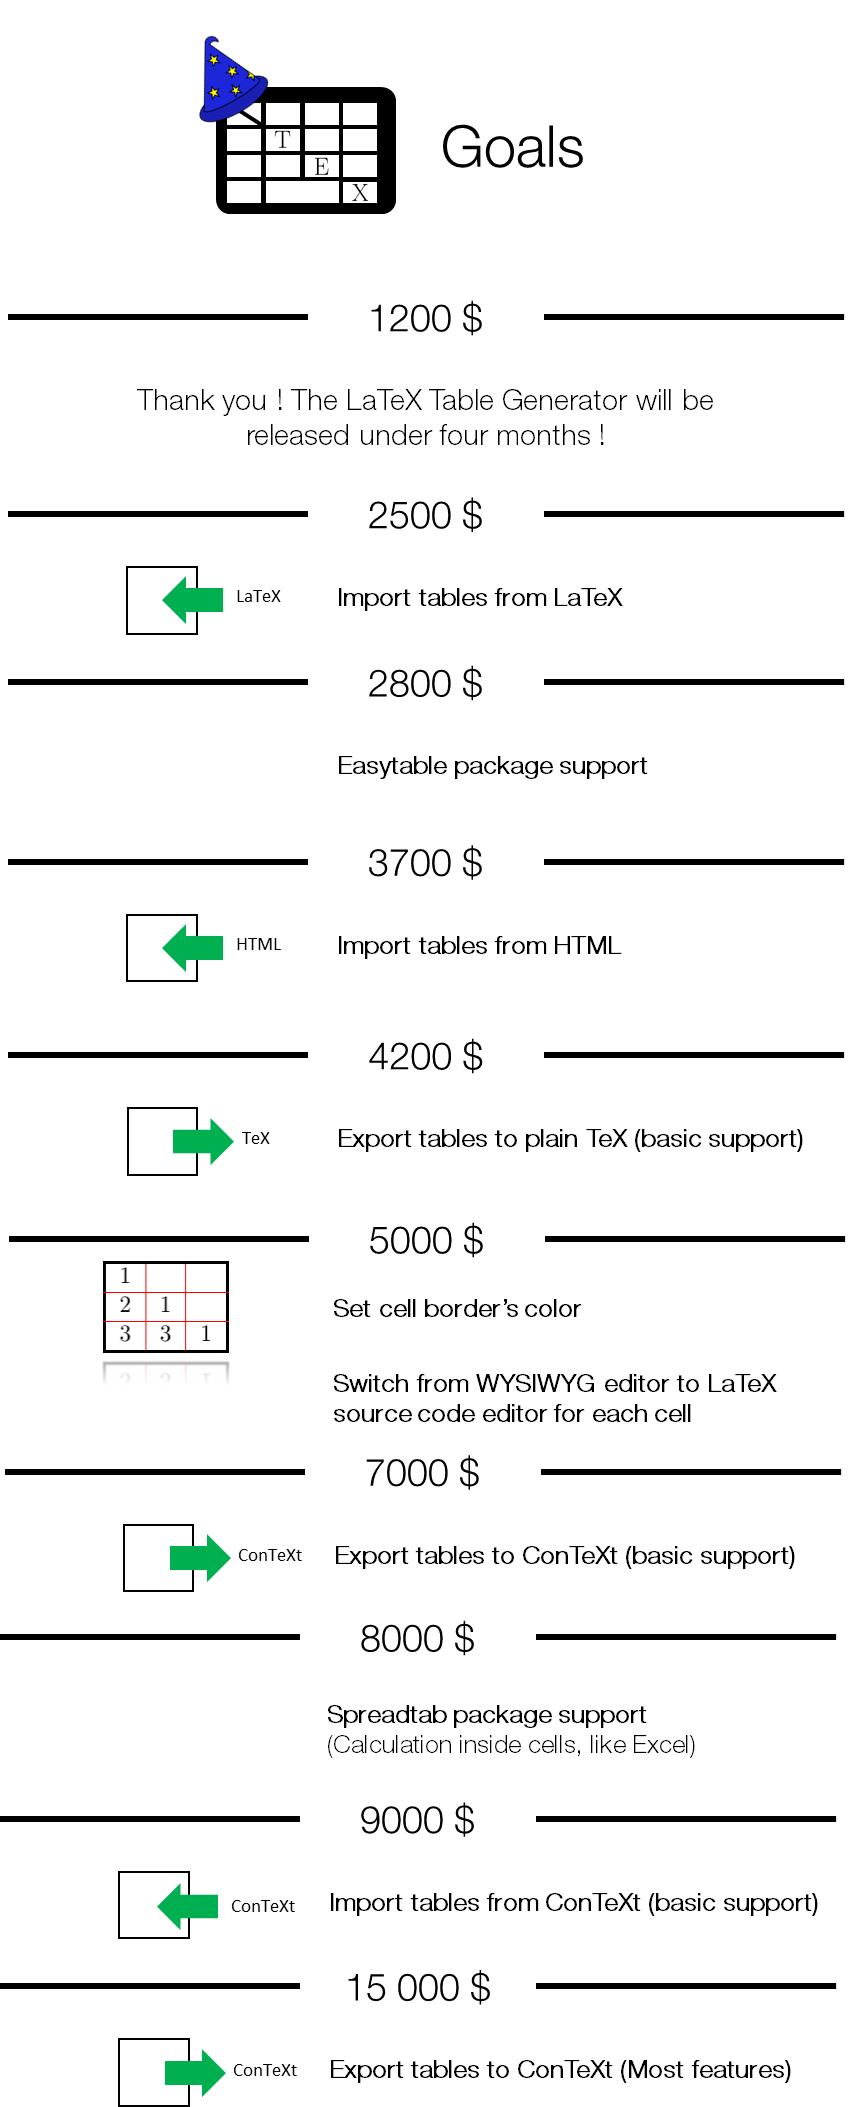 T
E
X
Goals
1200 $
Thank you ! The LaTeX Table Generator will be
released under four months !
2500 $
LaTeX
Import tables from LaTeX
2800 $
Easytable package support
3700 $
HTML
Import tables from HTML
4200 $
TeX
Export tables to plain TeX (basic support)
5000 $
1
2 1
3 3 1
Set cell border’s color
Switch from WYSIWYG editor to LaTeX
source code editor for each cell
7000 $
ConTeXt
Export tables to ConTeXt (basic support)
8000 $
Spreadtab package support
(Calculation inside cells, like Excel)
9000 $
ConTeXt
Import tables from ConTeXt (basic support)
15 000 $
ConTeXt
Export tables to ConTeXt (Most features)